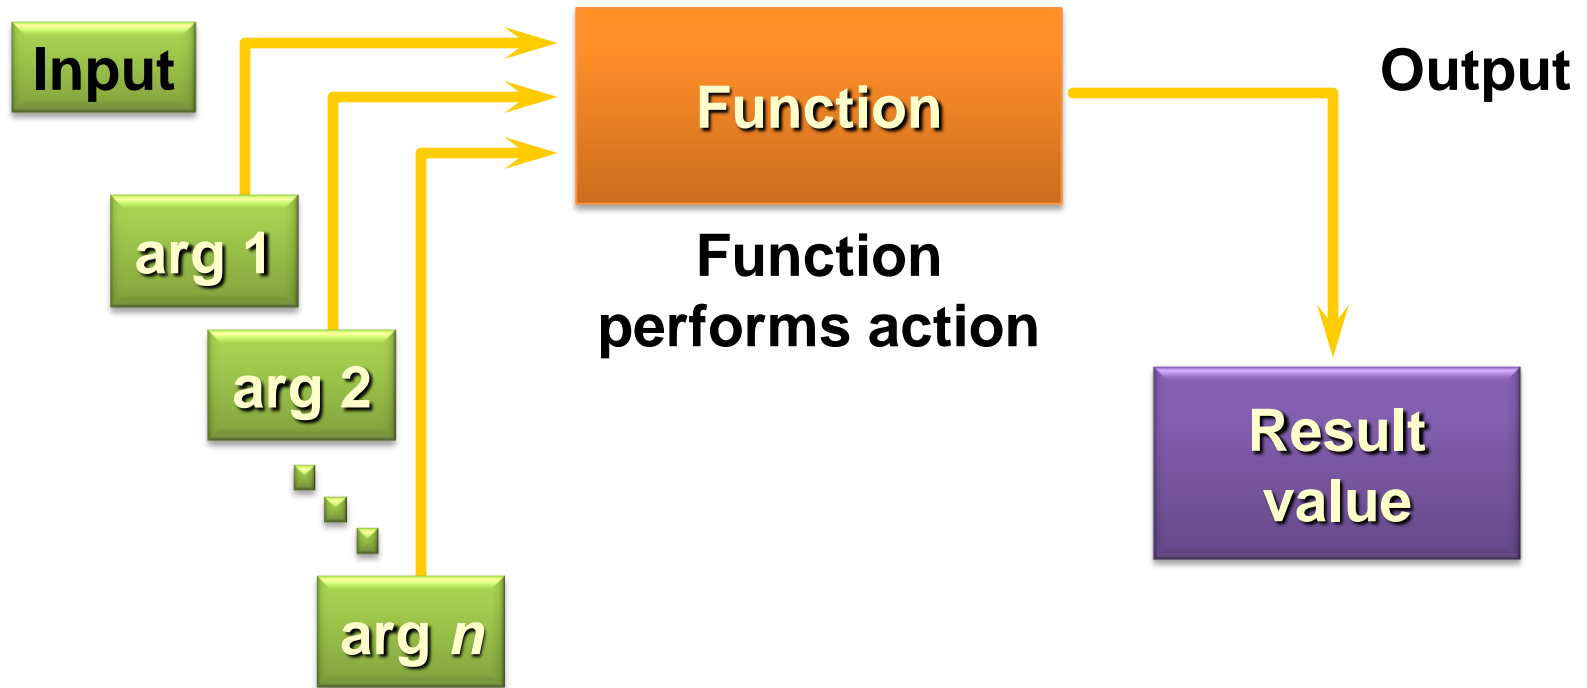 Input
Function
Output
arg 1
Function
performs action
arg 2
Result
value
arg n